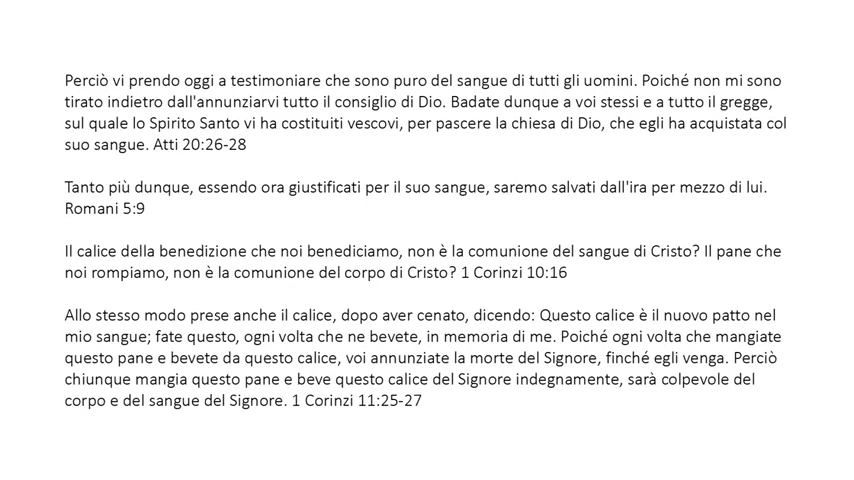 Perciò vi prendo oggi a testimoniare che sono puro del sangue di tutti gli uomini. Poiché non mi sono
tirato indietro dall'annunziarvi tutto il consiglio di Dio. Badate dunque a voi stessi e a tutto il gregge,
sul quale lo Spirito Santo vi ha costituiti vescovi, per pascere la chiesa di Dio, che egli ha acquistata col
suo sangue. Atti 20:26-28
Tanto più dunque, essendo ora giustificati per il suo sangue, saremo salvati dall'ira per mezzo di lui.
Romani 5:9
Il calice della benedizione che noi benediciamo, non è la comunione del sangue di Cristo? Il pane che
noi rompiamo, non è la comunione del corpo di Cristo? 1 Corinzi 10:16
Allo stesso modo prese anche il calice, dopo aver cenato, dicendo: Questo calice è il nuovo patto nel
mio sangue; fate questo, ogni volta che ne bevete, in memoria di me. Poiché ogni volta che mangiate
questo pane e bevete da questo calice, voi annunziate la morte del Signore, finché egli venga. Perciò
chiunque mangia questo pane e beve questo calice del Signore indegnamente, sarà colpevole del
corpo e del sangue del Signore. 1 Corinzi 11:25-27